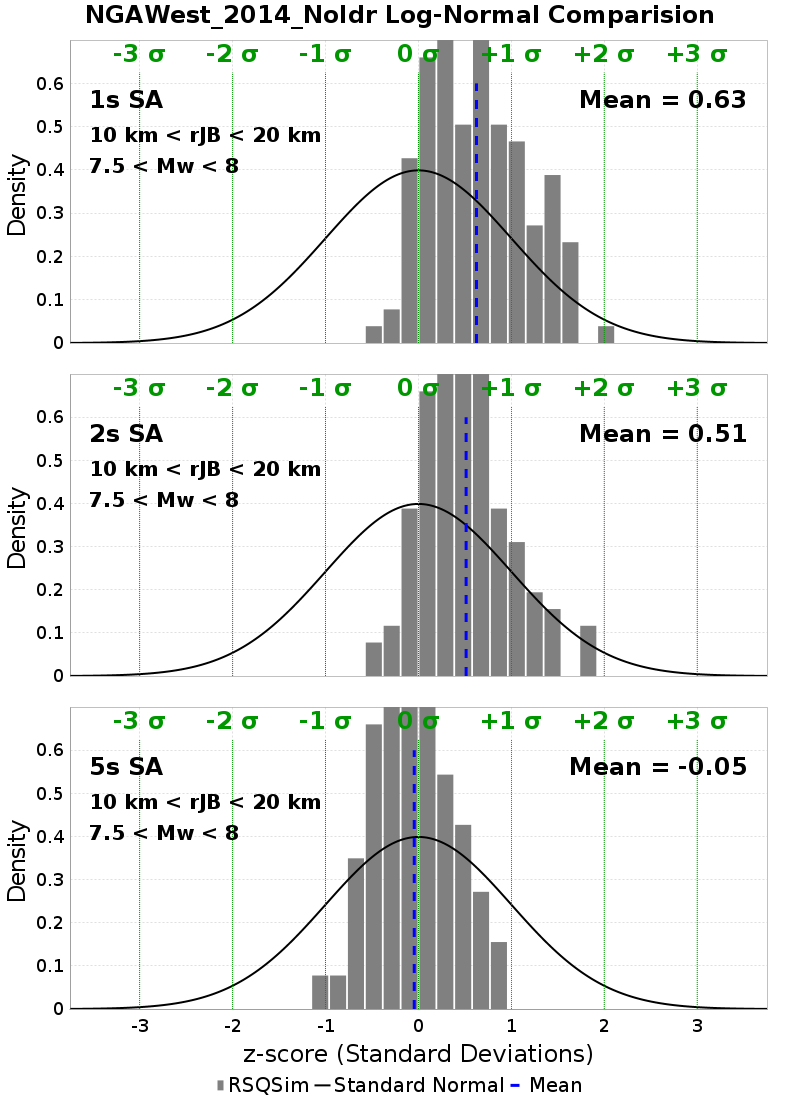 NGAWest_2014_NoIdr Log-Normal Comparision
-3 σ -2 σ -1 σ 0 σ +1 σ +2 σ +3 σ
1s SA
Mean = 0.63
10 km < rJB < 20 km
7.5 < Mw < 8
Density
0.6
0.5
0.4
0.3
0.2
0.1
0
-3 σ -2 σ -1 σ 0 σ +1 σ +2 σ +3 σ
2s SA
Mean = 0.51
10 km < rJB < 20 km
7.5 < Mw < 8
Density
0.6
0.5
0.4
0.3
0.2
0.1
0
-3 σ -2 σ -1 σ 0 σ +1 σ +2 σ +3 σ
5s SA
Mean = -0.05
10 km < rJB < 20 km
7.5 < Mw < 8
Density
0.6
0.5
0.4
0.3
0.2
0.1
0
-3 -2 -1 0 1 2 3
z-score (Standard Deviations)
RSQSim Standard Normal Mean